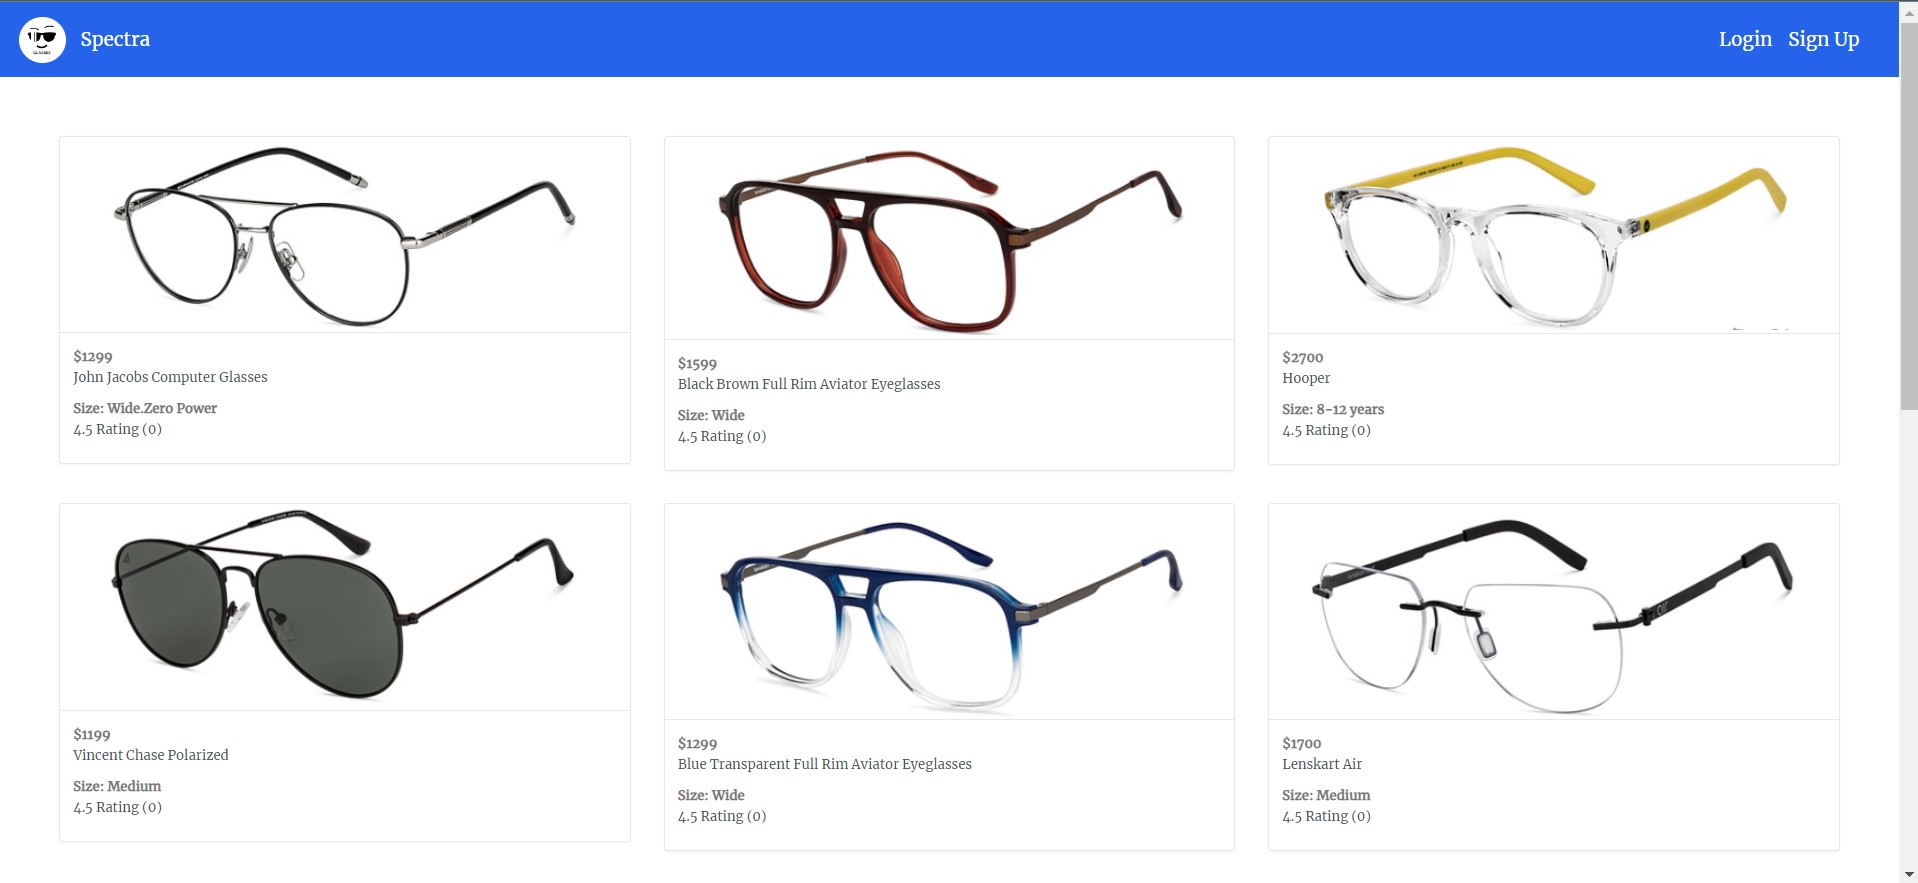 Spectra
Login Sign Up
$1299
John Jacobs Computer Glasses
Size: Wide.Zero Power
4.5 Rating (0)
$1599
Black Brown Full Rim Aviator Eyeglasses
Size: Wide
4.5 Rating (0)
$2700
Hooper
Size: 8-12 years
4.5 Rating (0)
$1199
Vincent Chase Polarized
Size: Medium
4.5 Rating (0)
$1299
Blue Transparent Full Rim Aviator Eyeglasses
Size: Wide
4.5 Rating (0)
air
$1700
Lenskart Air
Size: Medium
4.5 Rating (0)